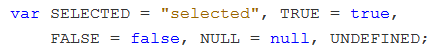 var SELECTED = "selected", TRUE = true,
FALSE = false, NULL = null, UNDEFINED;